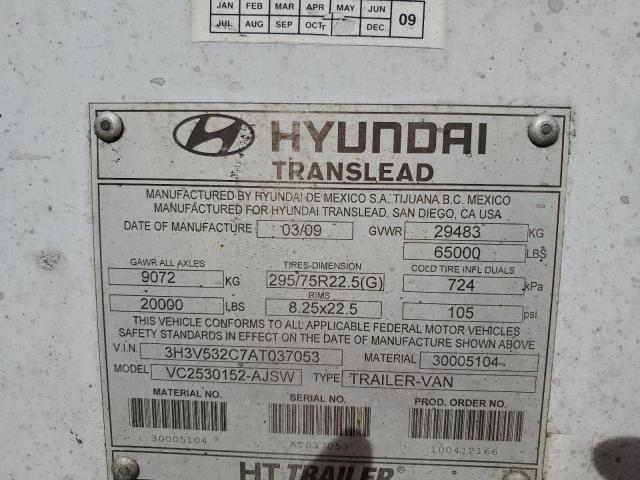 JAN FEB MAR APR MAY JUN 09
JUL AUG SEP OCT DEC
HYUNDAI
TRANSLEAD
MANUFACTURED BY HYUNDAI DE MEXICO S.A. TIJUANA B.C. MEXICO
MANUFACTURED FOR HYUNDAI TRANSLEAD, SAN DIEGO, CA USA
DATE OF MANUFACTURE 03/09 GVWR 29483 KG
65000 LBS
GAWR ALL AXLES TIRES-DIMENSION COLD TIRE INFL DUALS
9072 KG 295/75R22.5(G) 724 kPa
RIMS
20000 LBS 8.25x22.5 105 psi
THIS VEHICLE CONFORMS TO ALL APPLICABLE FEDERAL MOTOR VEHICLES
SAFETY STANDARDS IN EFFECT ON THE DATE OF MANUFACTURE SHOWN ABOVE
V.I.N. 3H3V532C7AT037053 MATERIAL 30005104
MODEL VC2530152-AJSW TYPE TRAILER-VAN
MATERIAL NO. SERIAL NO. PROD. ORDER NO.
30005104 AT037053 100412166
HT TRAILER®